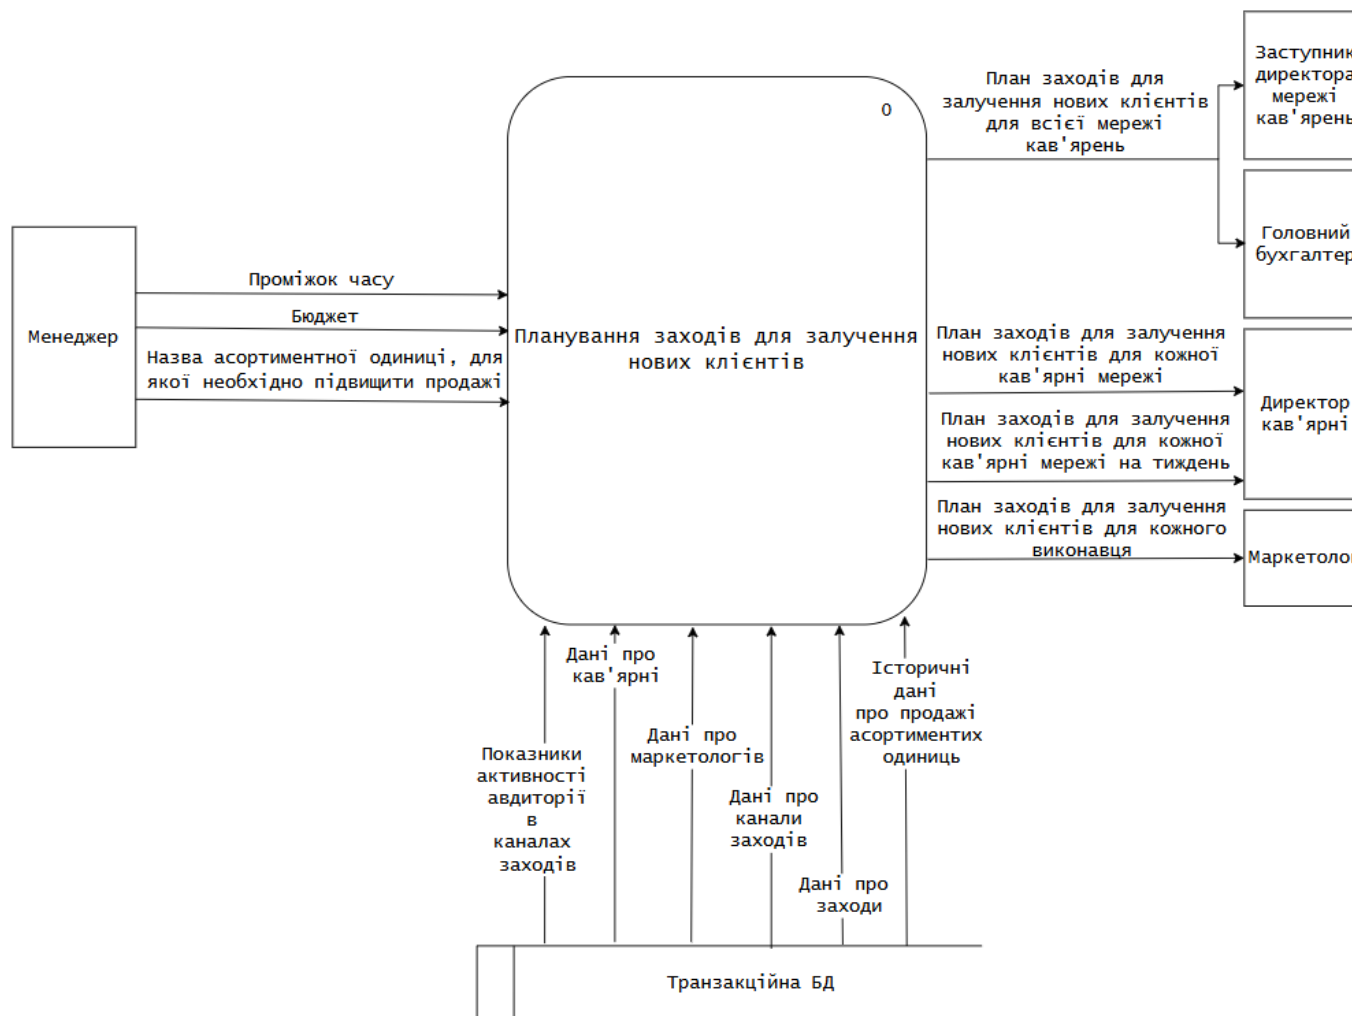 Менеджер
Проміжок часу
Бюджет
Назва асортиментної одиниці, для
якої необхідно підвищити продажі
0
Планування заходів для залучення
нових клієнтів
План заходів для
залучення нових клієнтів
для всієї мережі
кав'ярень
Заступник
директора
мережі
кав'ярень
Головний
бухгалтер
План заходів для залучення
нових клієнтів для кожної
кав'ярні мережі
План заходів для залучення
нових клієнтів для кожної
кав'ярні мережі на тиждень
Директор
кав'ярні
План заходів для залучення
нових клієнтів для кожного
виконавця
Маркетолог
Показники
активності
авдиторії
в
каналах
заходів
Дані про
кав'ярні
Дані про
маркетологів
Дані про
канали
заходів
Дані про
заходи
Історичні
дані
про продажі
асортиментих
одиниць
Транзакційна БД